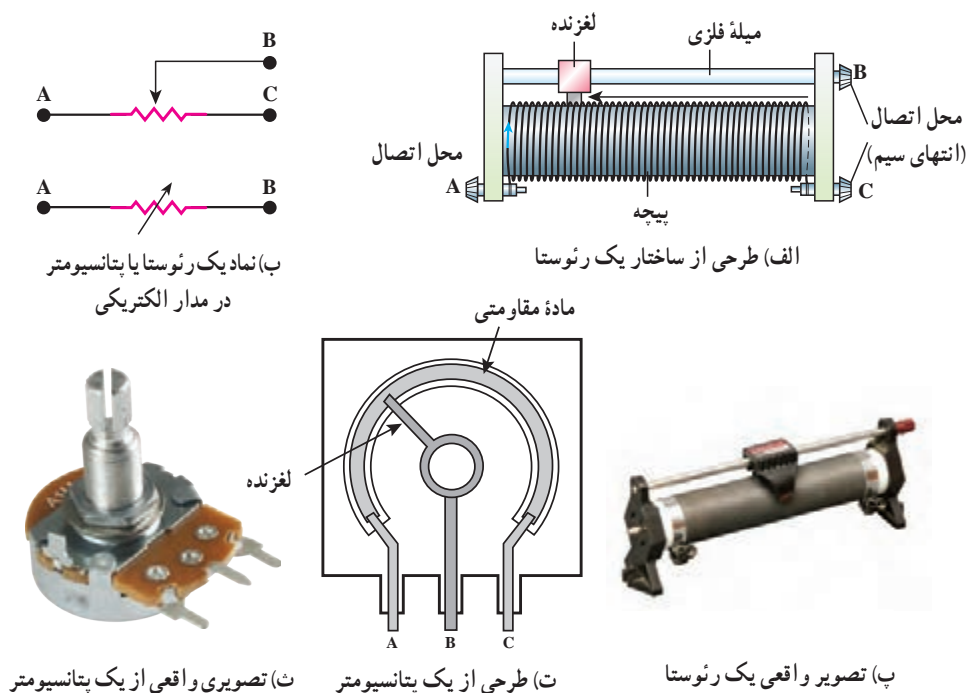 لغزنده
میلهٔ فلزی
B
محل اتصال
(انتهای سیم)
C
محل اتصال
A
پیچه
الف) طرحی از ساختار یک رئوستا
B
A
C
A
B
ب) نماد یک رئوستا یا پتانسیومتر
در مدار الکتریکی
مادهٔ مقاومتی
لغزنده
A B C
پ) تصویر واقعی یک رئوستا
ت) طرحی از یک پتانسیومتر
ث) تصویری واقعی از یک پتانسیومتر